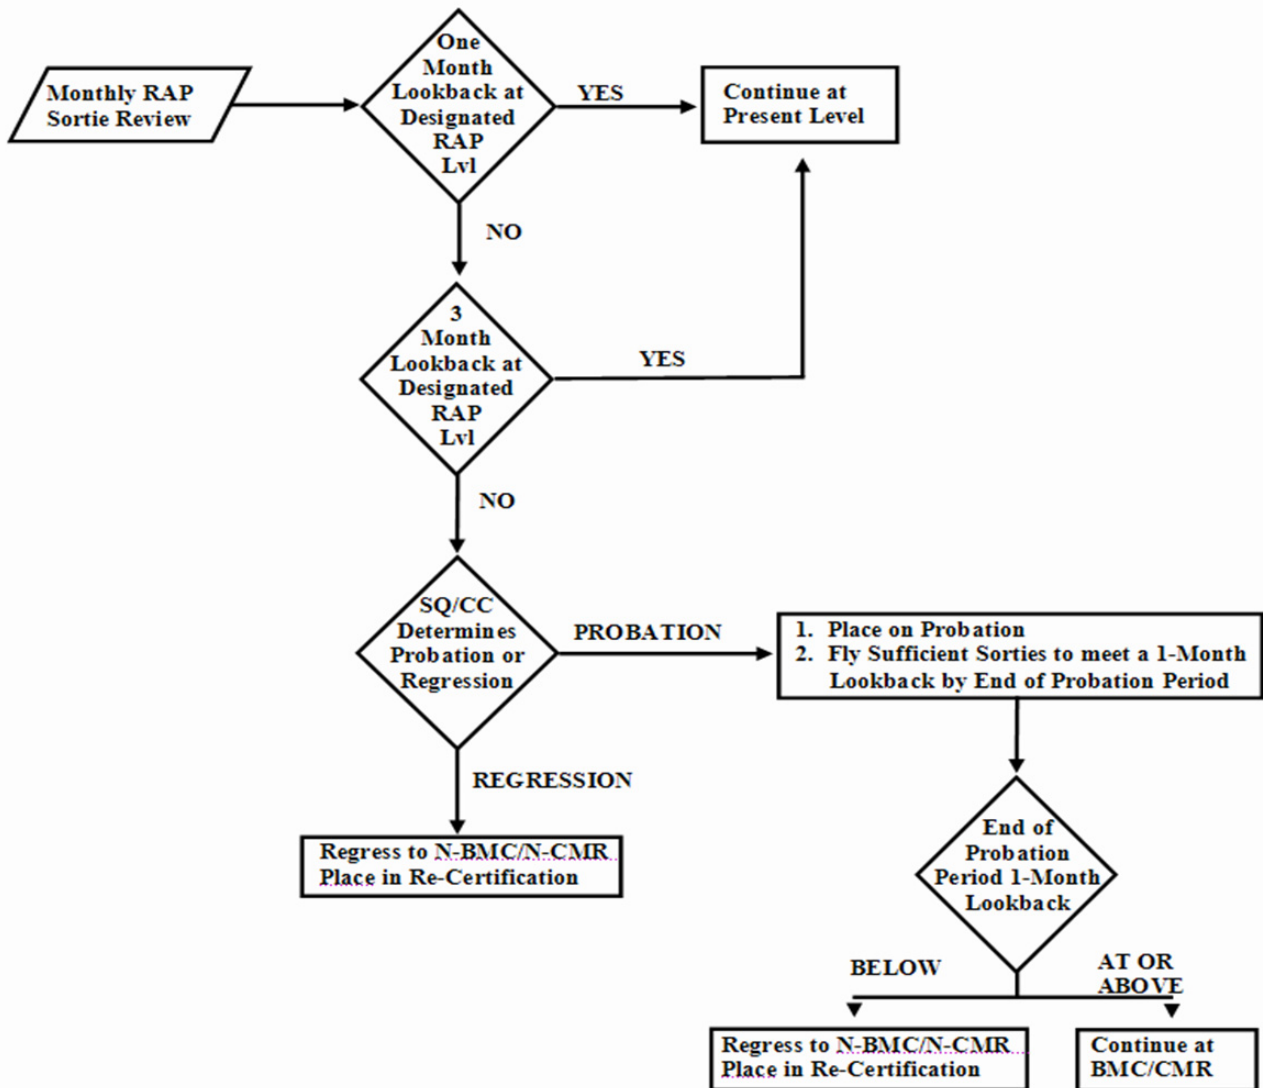 Monthly RAP
Sortie Review
One
Month
Lookback at
Designated
RAP
Lvl
YES
Continue at
Present Level
NO
3
Month
Lookback at
Designated
RAP
Lvl
YES
NO
SQ/CC
Determines
Probation or
Regression
PROBATION
1. Place on Probation
2. Fly Sufficient Sorties to meet a 1-Month
Lookback by End of Probation Period
REGRESSION
Regress to N-BMC/N-CMR
Place in Re-Certification
End of
Probation
Period 1-Month
Lookback
BELOW
AT OR
ABOVE
Regress to N-BMC/N-CMR
Place in Re-Certification
Continue at
BMC/CMR